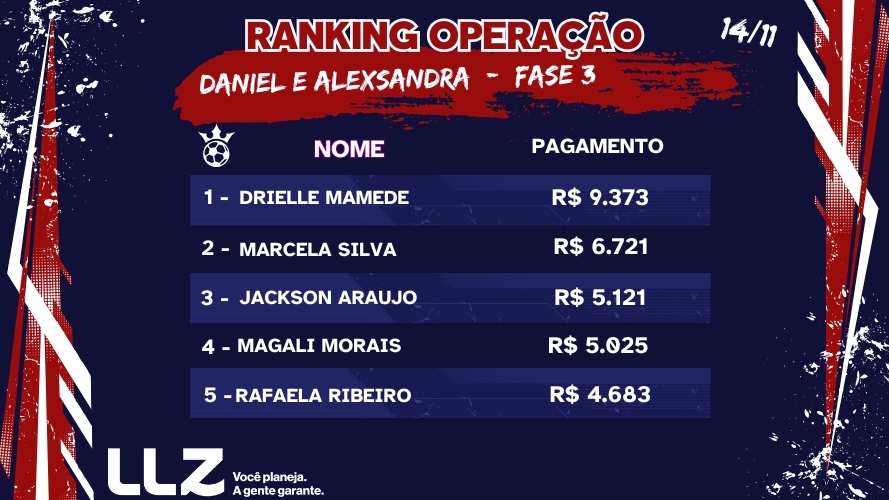 RANKING OPERAÇÃO
14/11
DANIEL E ALEXSANDRA - FASE 3
NOME PAGAMENTO
1 - DRIELLE MAMEDE R$ 9.373
2 - MARCELA SILVA R$ 6.721
3 - JACKSON ARAUJO R$ 5.121
4 - MAGALI MORAIS R$ 5.025
5 - RAFAELA RIBEIRO R$ 4.683
LLZ
Você planeja.
A gente garante.